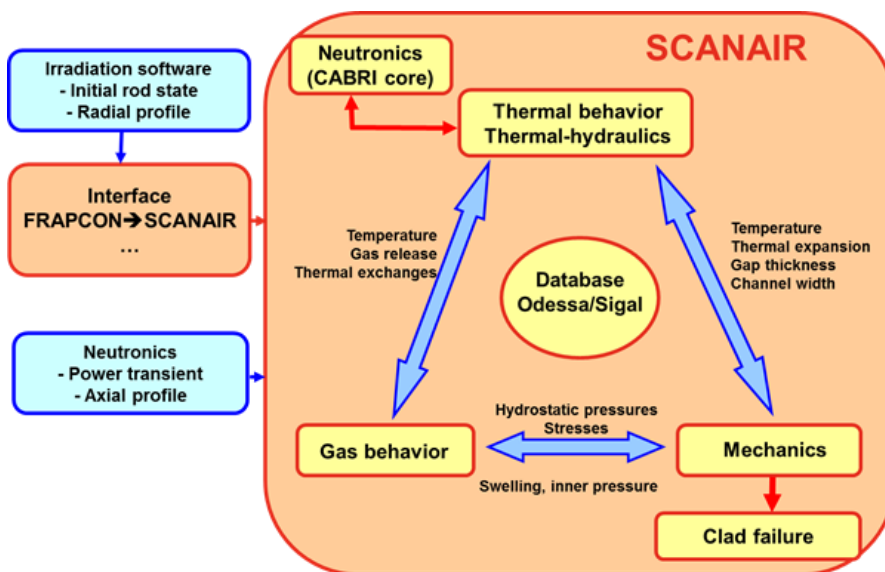 SCANAIR
Irradiation software
- Initial rod state
- Radial profile
Interface
FRAPCON➔SCANAIR
...
Neutronics
- Power transient
- Axial profile
Neutronics
(CABRI core)
Thermal behavior
Thermal-hydraulics
Temperature
Gas release
Thermal exchanges
Temperature
Thermal expansion
Gap thickness
Channel width
Database
Odessa/Sigal
Hydrostatic pressures
Stresses
Gas behavior
Mechanics
Swelling, inner pressure
Clad failure